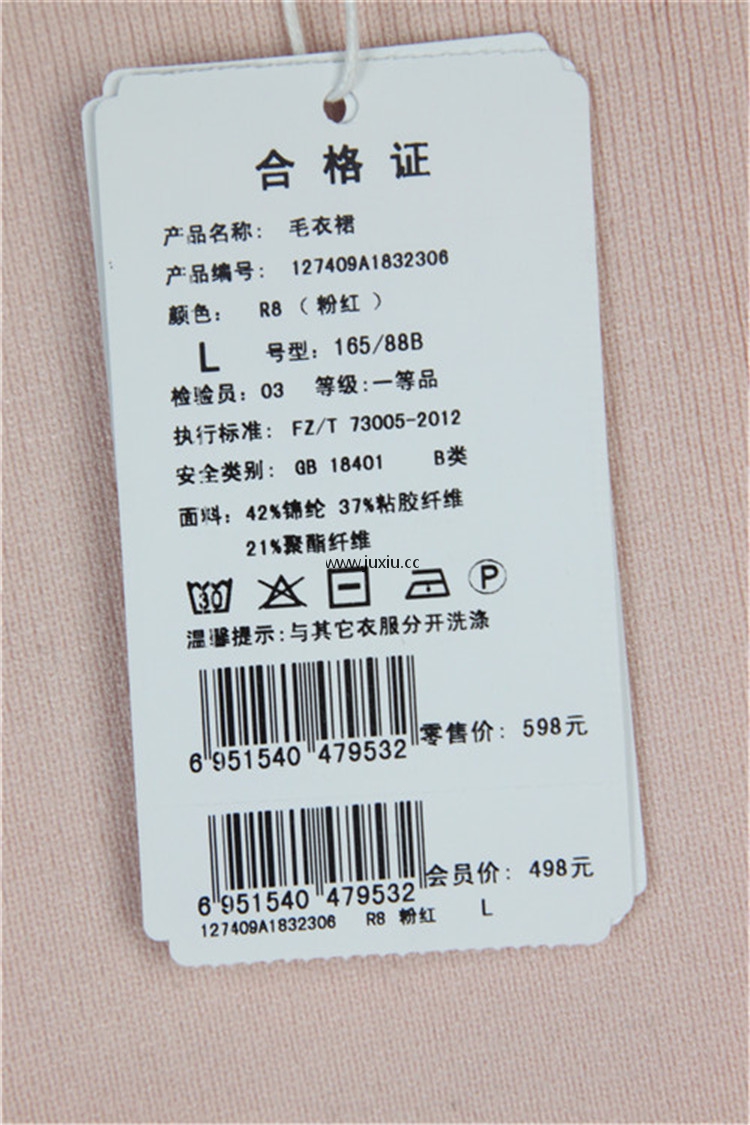 合格证
产品名称: 毛衣裙
产品编号: 127409A1832306
颜色: R8 (粉红)
L 号型: 165/88B
检验员: 03 等级:一等品
执行标准: FZ/T 73005-2012
安全类别: GB 18401 B类
面料: 42%锦纶 37%粘胶纤维
21%聚酯纤维
www.juxiu.cc
30 P
温馨提示:与其它衣服分开洗涤
零售价: 598元
6 951540 479532
会员价: 498元
6 951540 479532
127409A1832306 R8 粉红 L